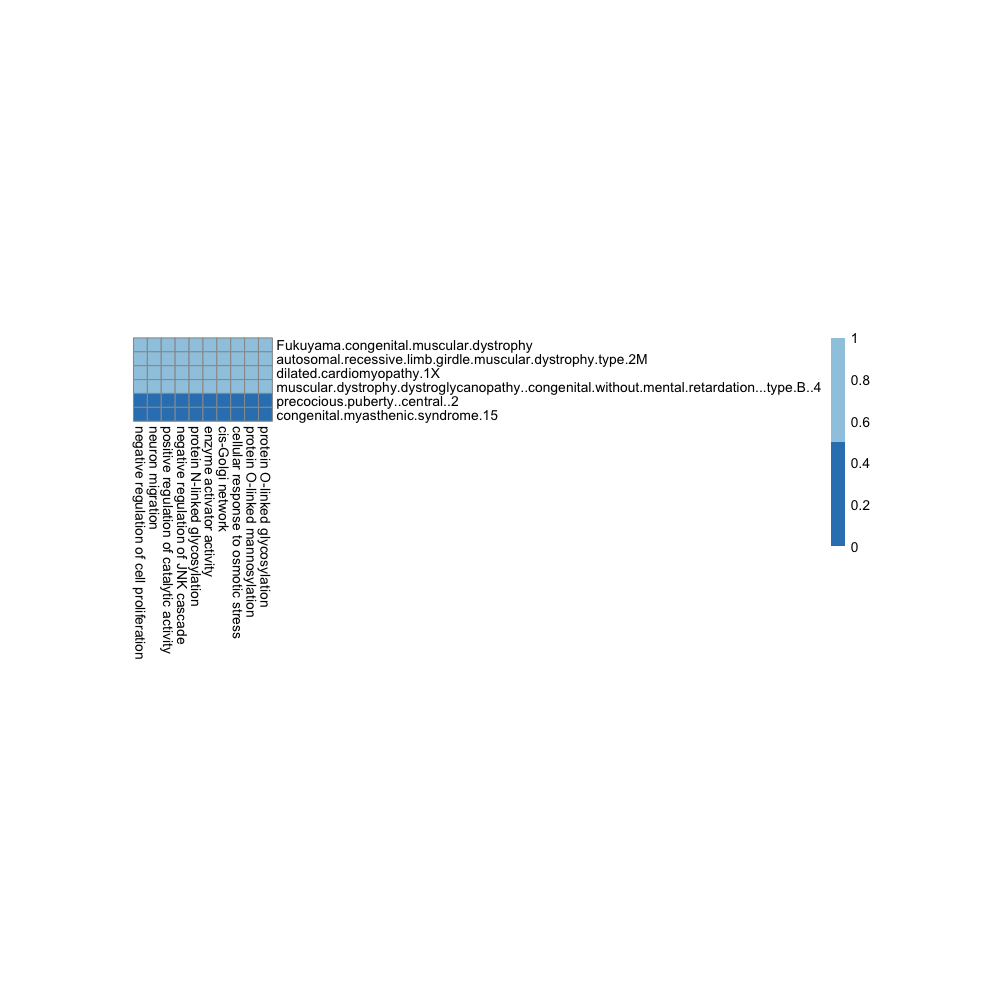 Fukuyama.congenital.muscular.dystrophy
autosomal.recessive.limb.girdle.muscular.dystrophy.type.2M
dilated.cardiomyopathy.1X
muscular.dystrophy.dystroglycanopathy..congenital.without.mental.retardation...type.B..4
precocious.puberty..central..2
congenital.myasthenic.syndrome.15
negative regulation of cell proliferation
neuron migration
positive regulation of catalytic activity
negative regulation of JNK cascade
protein N-linked glycosylation
enzyme activator activity
cis-Golgi network
cellular response to osmotic stress
protein O-linked mannosylation
protein O-linked glycosylation
1
0.8
0.6
0.4
0.2
0